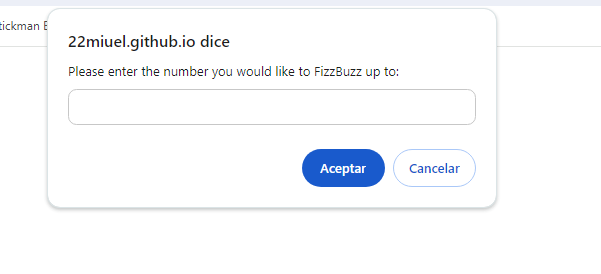 tickman
22miuel.github.io dice
Please enter the number you would like to FizzBuzz up to:
Aceptar
Cancelar